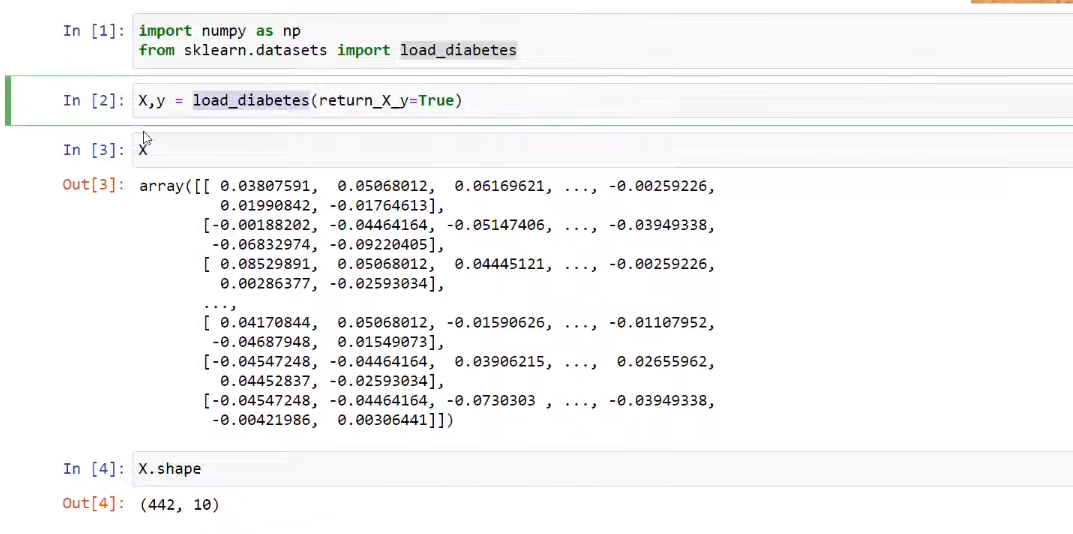 In [1]: import numpy as np
from sklearn.datasets import load_diabetes
In [2]: X,y = load_diabetes(return_X_y=True)
In [3]: X
Out[3]: array([[ 0.03807591,  0.05068012,  0.06169621, ..., -0.00259226,
0.01990842, -0.01764613],
[-0.00188202, -0.04464164, -0.05147406, ..., -0.03949338,
-0.06832974, -0.09220405],
[ 0.08529891,  0.05068012,  0.04445121, ..., -0.00259226,
0.00286377, -0.02593034],
...,
[ 0.04170844,  0.05068012, -0.01590626, ..., -0.01107952,
-0.04687948,  0.01549073],
[-0.04547248, -0.04464164,  0.03906215, ...,  0.02655962,
0.04452837, -0.02593034],
[-0.04547248, -0.04464164, -0.0730303 , ..., -0.03949338,
-0.00421986,  0.00306441]])
In [4]: X.shape
Out[4]: (442, 10)